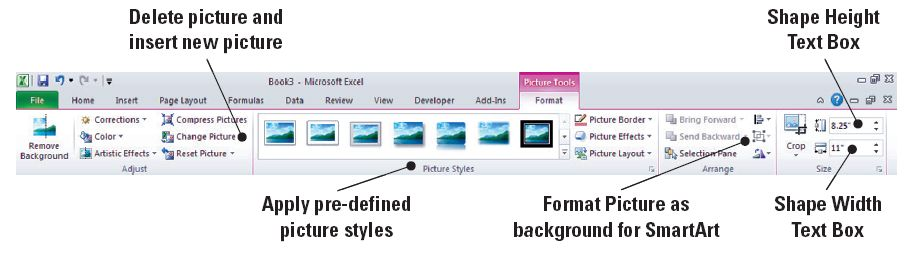 Delete picture and
insert new picture
Shape Height
Text Box
Book3 - Microsoft Excel
Picture Tools
File Home Insert Page Layout Formulas Data Review View Developer Add-Ins Format
Remove
Background
Corrections
Color
Artistic Effects
Compress Pictures
Change Picture
Reset Picture
Adjust
Picture Styles
Picture Border
Picture Effects
Picture Layout
Bring Forward
Send Backward
Selection Pane
Arrange
Crop
8.25"
11"
Size
Apply pre-defined
picture styles
Format Picture as
background for SmartArt
Shape Width
Text Box